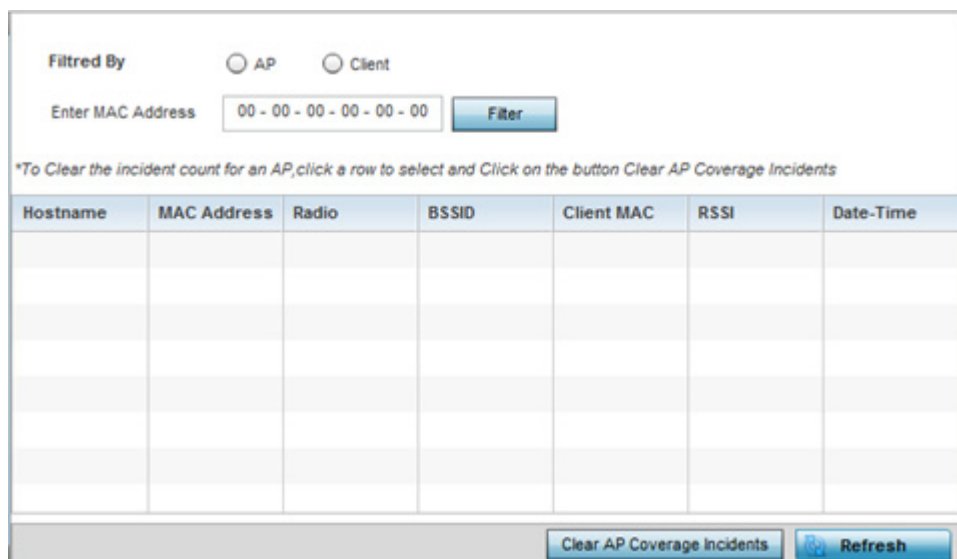 Filtred By AP Client
Enter MAC Address 00 - 00 - 00 - 00 - 00 - 00 Filter
*To Clear the incident count for an AP,click a row to select and Click on the button Clear AP Coverage Incidents
Hostname MAC Address Radio BSSID Client MAC RSSI Date-Time
Clear AP Coverage Incidents Refresh